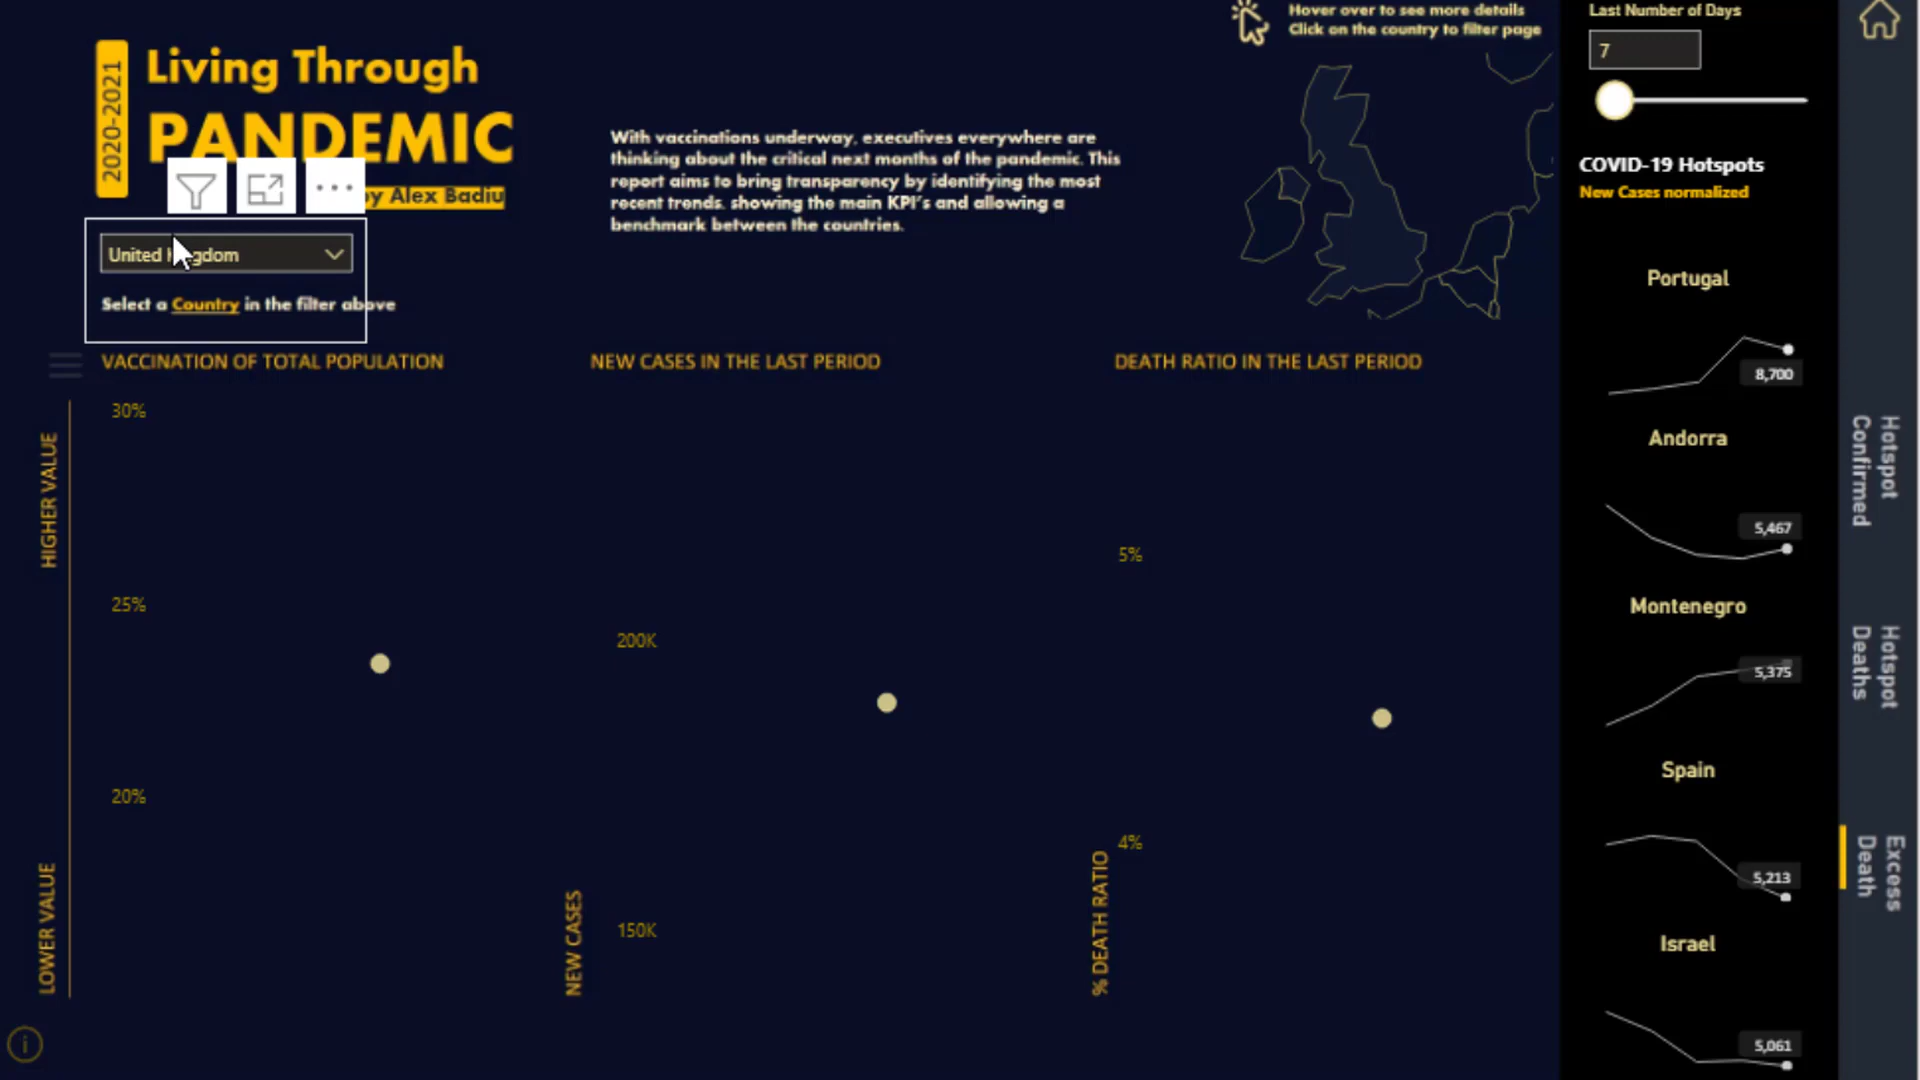 2020-2021
Living Through
PANDEMIC
by Alex Badiu
United Kingdom
Select a Country in the filter above
With vaccinations underway, executives everywhere are
thinking about the critical next months of the pandemic. This
report aims to bring transparency by identifying the most
recent trends, showing the main KPI's and allowing a
benchmark between the countries.
Hover over to see more details
Click on the country to filter page
VACCINATION OF TOTAL POPULATION
HIGHER VALUE
LOWER VALUE
30%
25%
20%
NEW CASES IN THE LAST PERIOD
NEW CASES
200K
150K
DEATH RATIO IN THE LAST PERIOD
% DEATH RATIO
5%
4%
Last Number of Days
7
COVID-19 Hotspots
New Cases normalized
Portugal
8,700
Andorra
5,467
Montenegro
5,375
Spain
5,213
Israel
5,061
Hotspot
Confirmed
Hotspot
Deaths
Excess
Death